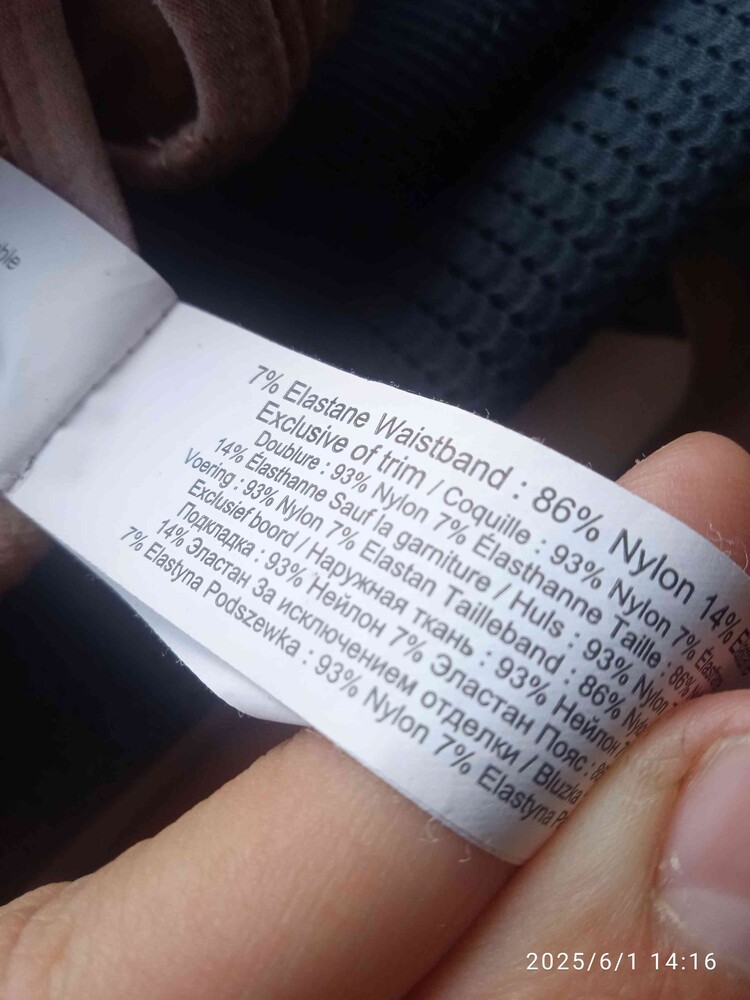 7% Elastane Waistband : 86% Nylon 14%
Exclusive of trim / Coquille : 93% Nylon 7%
Doublure : 93% Nylon 7% Élasthanne Taille : 86%
14% Élasthanne Sauf la garniture / Huls : 93% Nylon
Voering : 93% Nylon 7% Elastan Tailleband : 86%
Exclusief boord / Наружная ткань : 93% Нейлон
Подкладка : 93% Нейлон 7% Эластан Пояс :
14% Эластан За исключением отделки / Bluzka
7% Elastyna Podszewka : 93% Nylon 7% Elastyna
2025/6/1 14:16